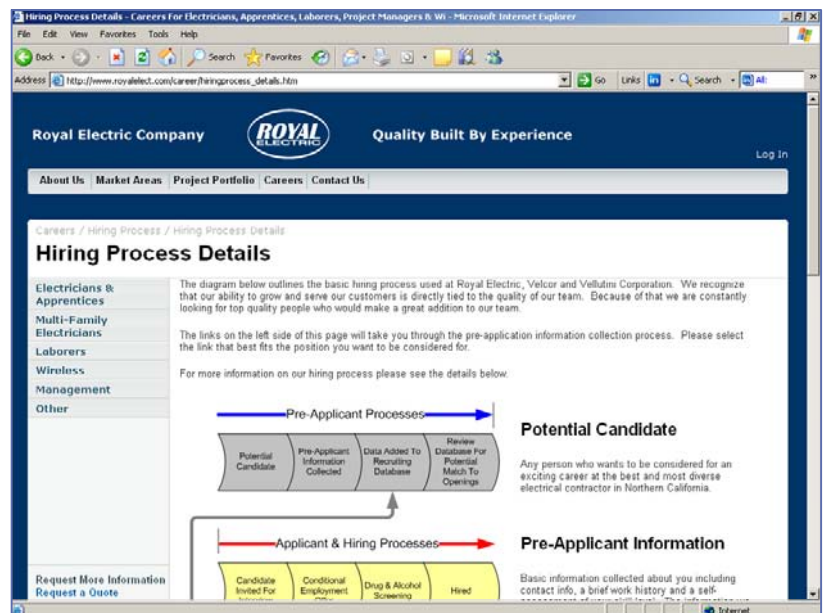 Hiring Process Details - Careers For Electricians, Apprentices, Laborers, Project Managers & Wi - Microsoft Internet Explorer
File Edit View Favorites Tools Help
Back Search Favorites
Address http://www.royalelect.com/career/hiringprocess_details.htm Go Links Search
Royal Electric Company ROYAL ELECTRIC Quality Built By Experience
Log In
About Us Market Areas Project Portfolio Careers Contact Us
Careers / Hiring Process / Hiring Process Details
Hiring Process Details
Electricians & Apprentices
Multi-Family Electricians
Laborers
Wireless
Management
Other
The diagram below outlines the basic hiring process used at Royal Electric, Velcor and Vellutini Corporation. We recognize
that our ability to grow and serve our customers is directly tied to the quality of our team. Because of that we are constantly
looking for top quality people who would make a great addition to our team.
The links on the left side of this page will take you through the pre-application information collection process. Please select
the link that best fits the position you want to be considered for.
For more information on our hiring process please see the details below.
Pre-Applicant Processes
Potential Candidate
Pre-Applicant Information Collected
Data Added To Recruiting Database
Review Database For Potential Match To Openings
Potential Candidate
Any person who wants to be considered for an
exciting career at the best and most diverse
electrical contractor in Northern California.
Applicant & Hiring Processes
Candidate Invited For
Conditional Employment
Drug & Alcohol Screening
Hired
Pre-Applicant Information
Basic information collected about you including
contact info, a brief work history and a self-
Request More Information
Request a Quote
Internet